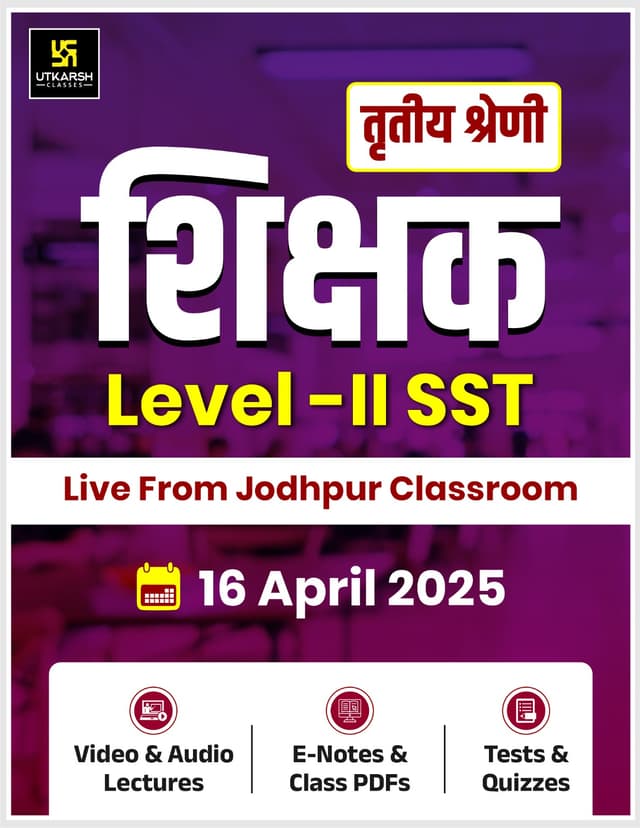 UTKARSH
CLASSES
तृतीय श्रेणी
शिक्षक
Level -II SST
Live From Jodhpur Classroom
16 April 2025
Video & Audio
Lectures
E-Notes &
Class PDFs
Tests &
Quizzes